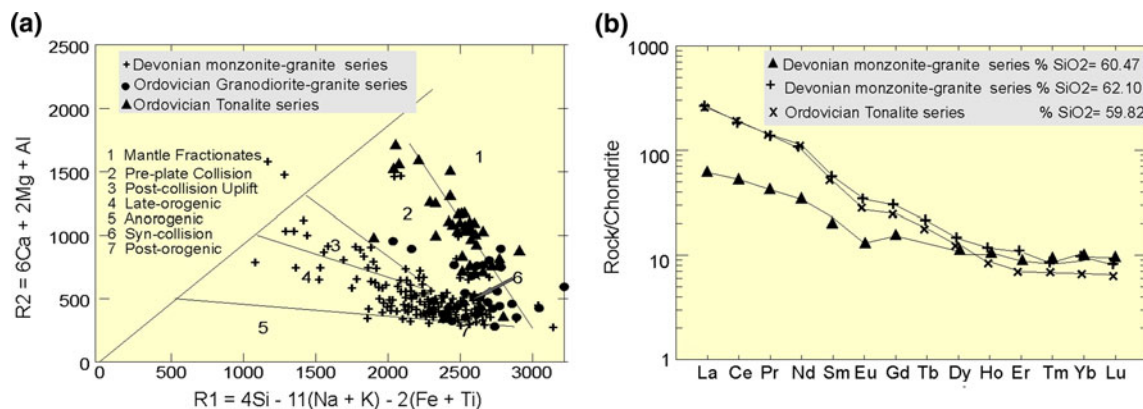 (a)
2500
2000
1500
1000
500
0
R2 = 6Ca + 2Mg + Al
+ Devonian monzonite-granite series
● Ordovician Granodiorite-granite series
▲ Ordovician Tonalite series
1 Mantle Fractionates
2 Pre-plate Collision
3 Post-collision Uplift
4 Late-orogenic
5 Anorogenic
6 Syn-collision
7 Post-orogenic
1
2
3
4
5
6
7
0 500 1000 1500 2000 2500 3000
R1 = 4Si - 11(Na + K) - 2(Fe + Ti)
(b)
1000
100
10
1
Rock/Chondrite
▲ Devonian monzonite-granite series % SiO2= 60.47
+ Devonian monzonite-granite series % SiO2= 62.10
x Ordovician Tonalite series % SiO2= 59.82
La Ce Pr Nd Sm Eu Gd Tb Dy Ho Er Tm Yb Lu